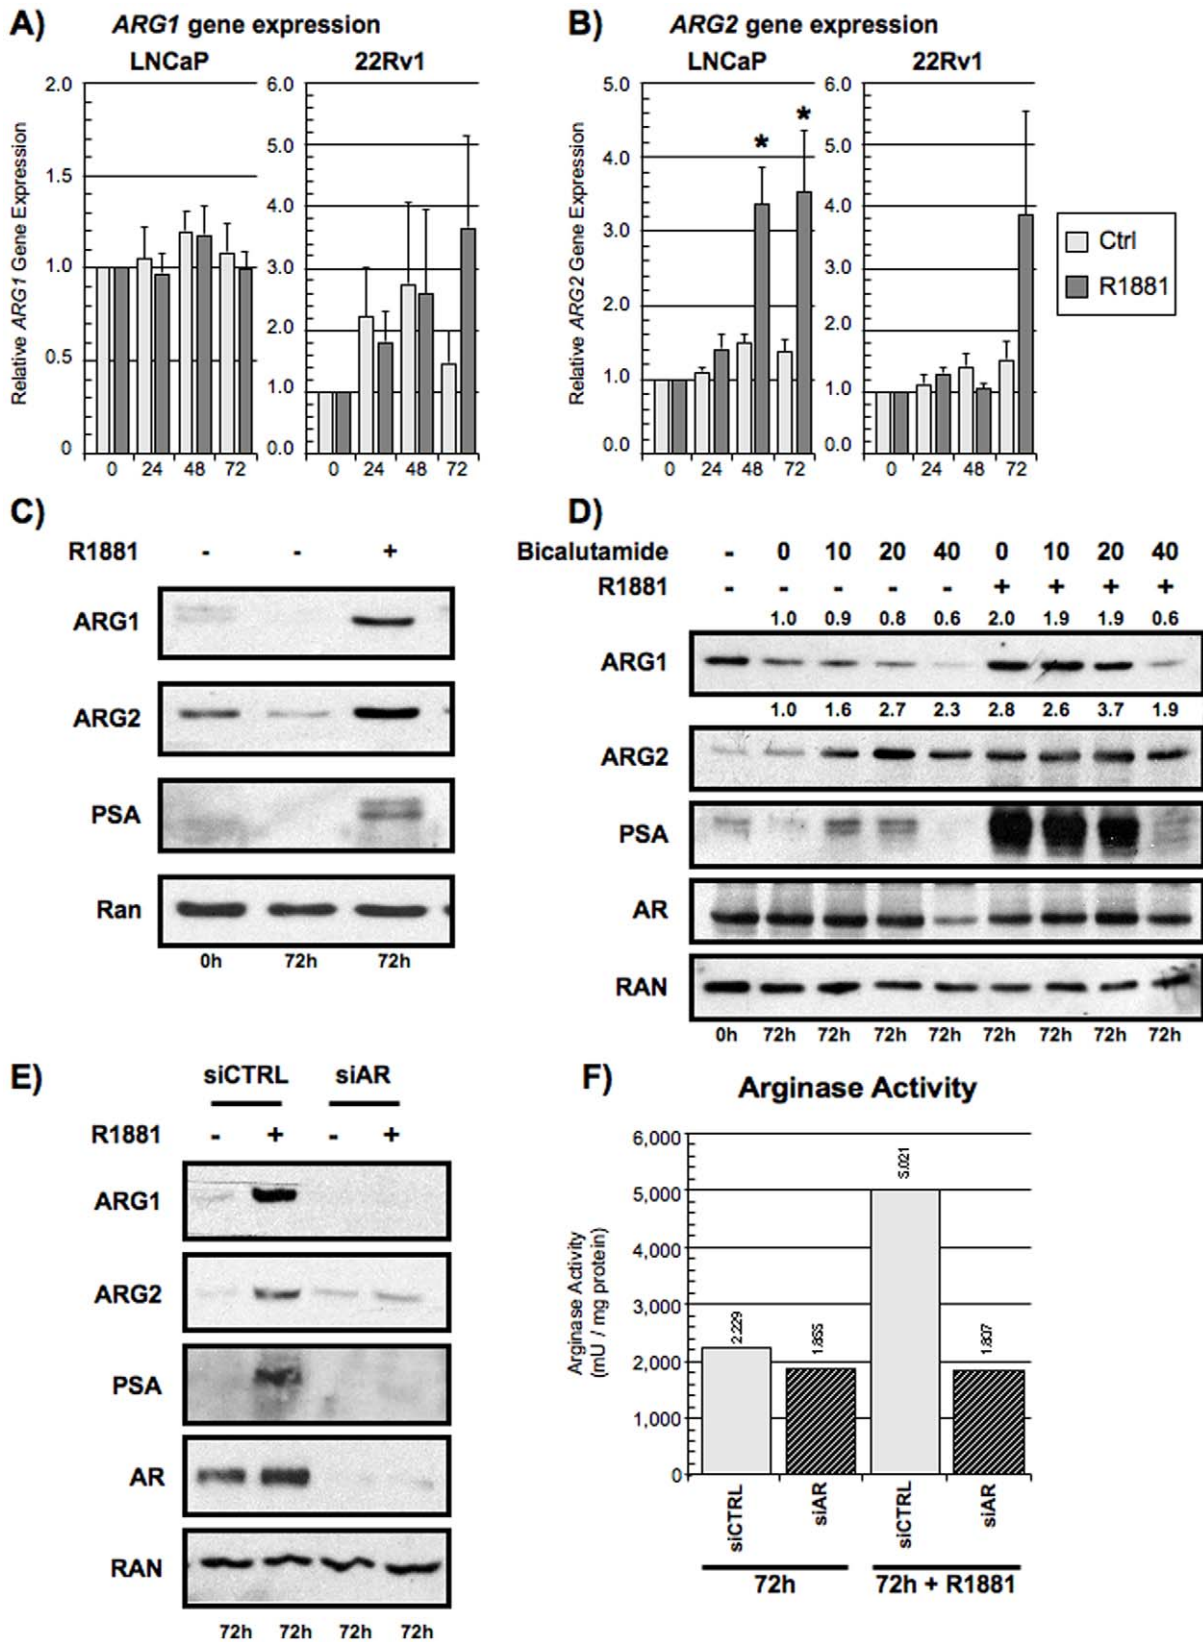 A) ARG1 gene expression
LNCaP 22Rv1
Relative ARG1 Gene Expression
2.0
1.5
1.0
0.5
0
0 24 48 72
6.0
5.0
4.0
3.0
2.0
1.0
0.0
0 24 48 72
B) ARG2 gene expression
LNCaP 22Rv1
Relative ARG2 Gene Expression
5.0
4.0
3.0
2.0
1.0
0.0
* *
0 24 48 72
6.0
5.0
4.0
3.0
2.0
1.0
0.0
0 24 48 72
Ctrl
R1881
C)
R1881 - - +
ARG1
ARG2
PSA
Ran
0h 72h 72h
D)
Bicalutamide - 0 10 20 40 0 10 20 40
R1881 - - - - - + + + +
1.0 0.9 0.8 0.6 2.0 1.9 1.9 0.6
ARG1
1.0 1.6 2.7 2.3 2.8 2.6 3.7 1.9
ARG2
PSA
AR
RAN
0h 72h 72h 72h 72h 72h 72h 72h 72h
E)
siCTRL siAR
R1881 - + - +
ARG1
ARG2
PSA
AR
RAN
72h 72h 72h 72h
F) Arginase Activity
Arginase Activity
(mU / mg protein)
6,000
5,000
4,000
3,000
2,000
1,000
0
2.229
5.021
siCTRL siAR siCTRL siAR
72h 72h + R1881